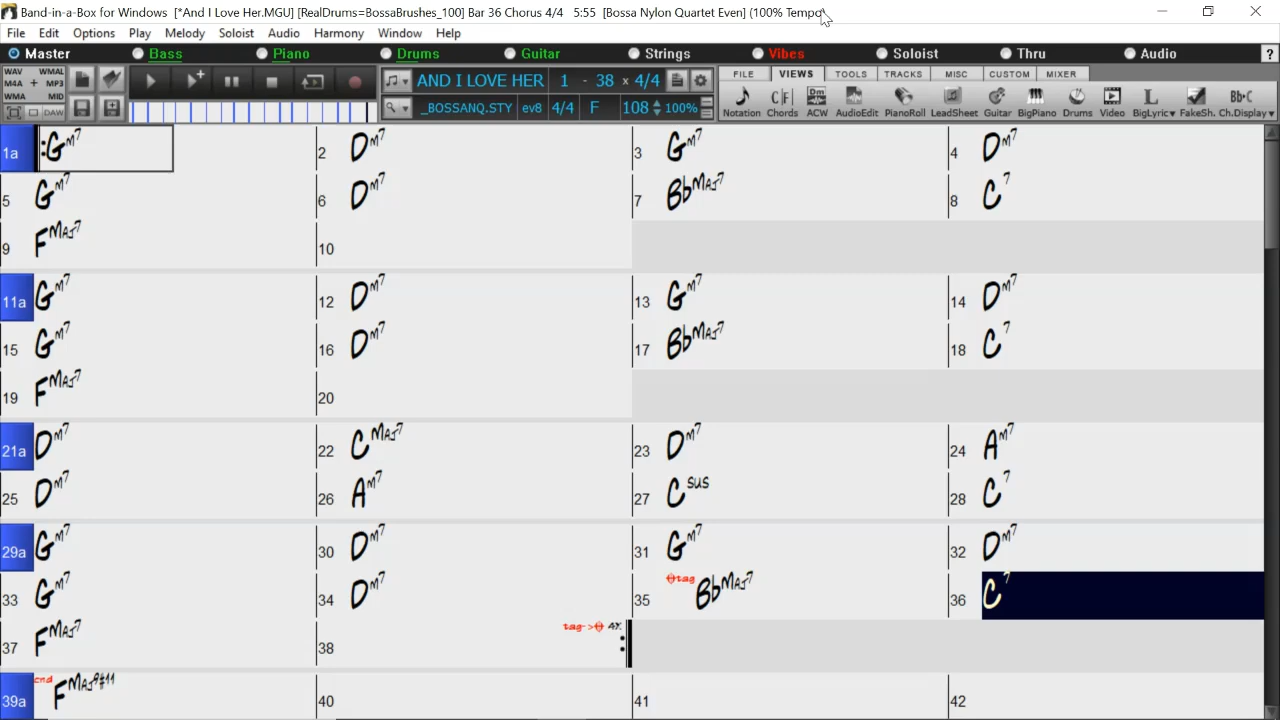 Band-in-a-Box for Windows [*And I Love Her.MGU] [RealDrums=BossaBrushes_100] Bar 36 Chorus 4/4 5:55 [Bossa Nylon Quartet Even] (100% Tempo)
File Edit Options Play Melody Soloist Audio Harmony Window Help
Master Bass Piano Drums Guitar Strings Vibes Soloist Thru Audio ?
WAV WMAL
M4A + MP3
WMA MID
DAW
AND I LOVE HER 1 - 38 x 4/4
_BOSSANQ.STY ev8 4/4 F 108 100%
FILE VIEWS TOOLS TRACKS MISC CUSTOM MIXER
C|F Dm L Bb▸C
Notation Chords ACW AudioEdit PianoRoll LeadSheet Guitar BigPiano Drums Video BigLyric FakeSh. Ch.Display
1a :Gm7 2 Dm7 3 Gm7 4 Dm7
5 Gm7 6 Dm7 7 BbMaj7 8 C7
9 FMaj7 10
11a Gm7 12 Dm7 13 Gm7 14 Dm7
15 Gm7 16 Dm7 17 BbMaj7 18 C7
19 FMaj7 20
21a Dm7 22 CMaj7 23 Dm7 24 Am7
25 Dm7 26 Am7 27 Csus 28 C7
29a Gm7 30 Dm7 31 Gm7 32 Dm7
33 Gm7 34 Dm7 35 tag BbMaj7 36 C7
37 FMaj7 38 tag-> 4x :
39a end FMaj9#11 40 41 42